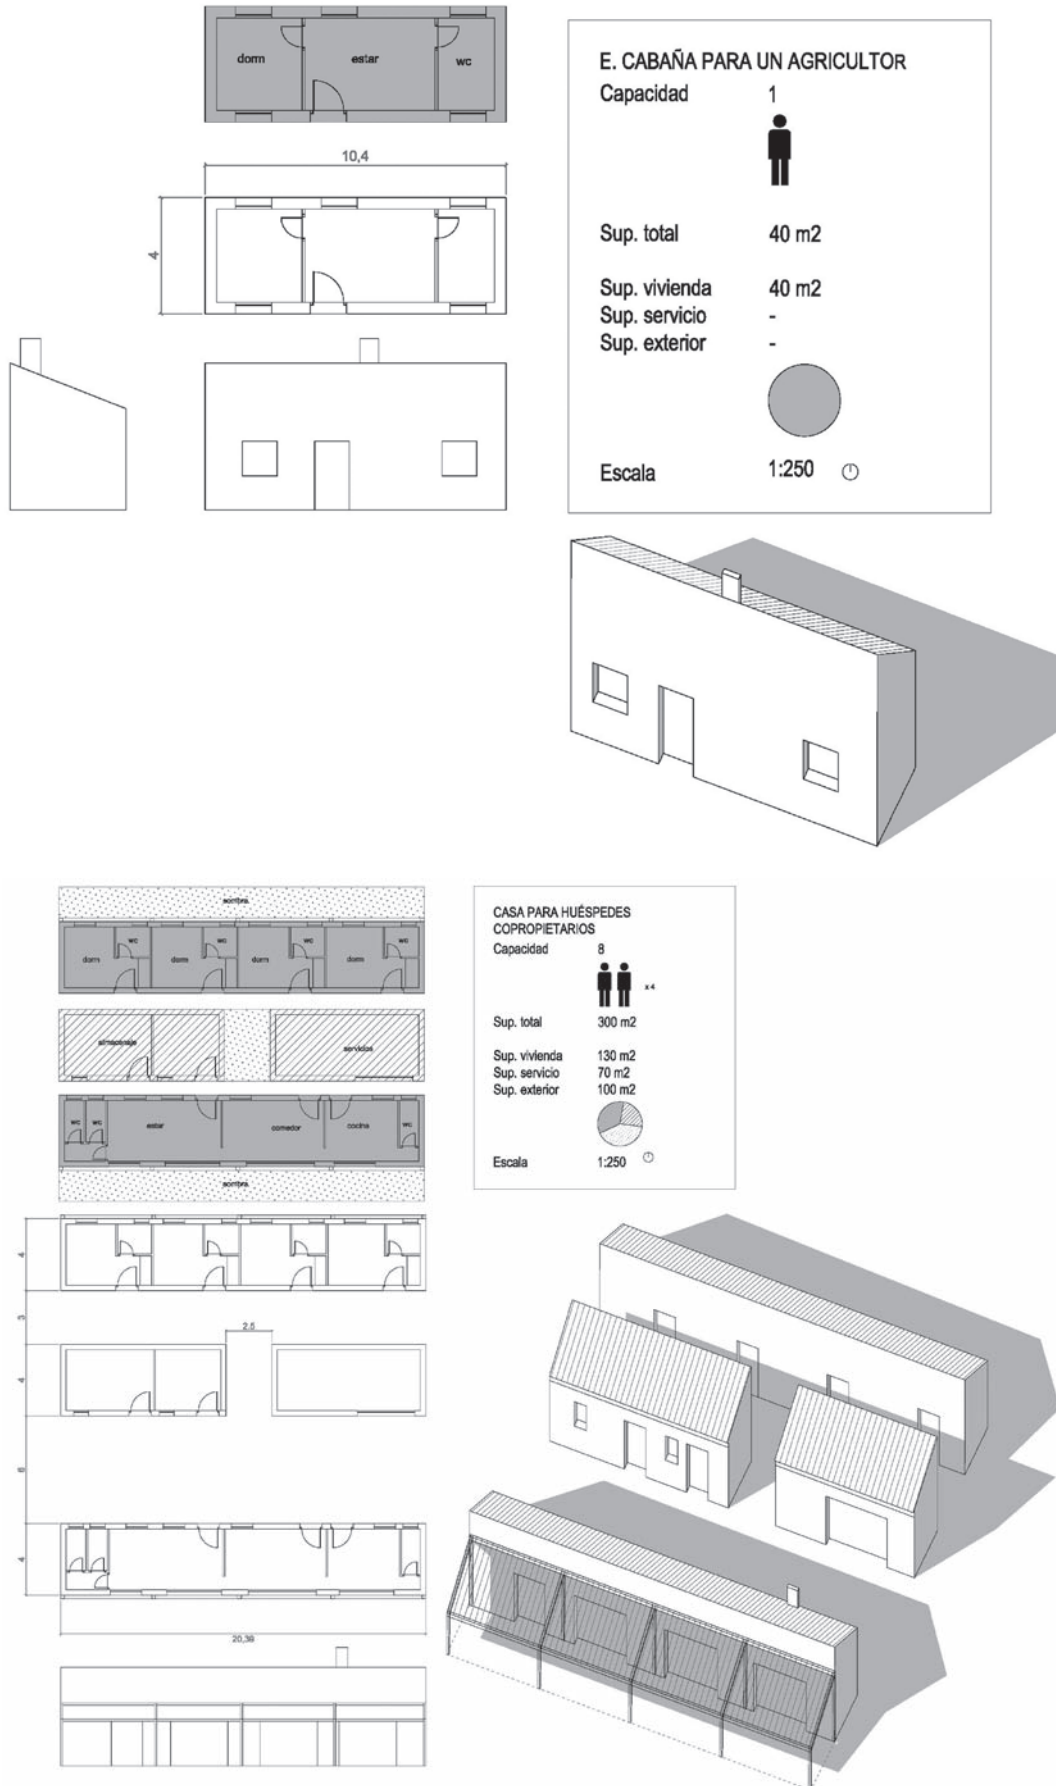 dorm estar wc
10,4
4
E. CABAÑA PARA UN AGRICULTOR
Capacidad 1
Sup. total 40 m2
Sup. vivienda 40 m2
Sup. servicio -
Sup. exterior -
Escala 1:250
sombra
wc wc wc wc
dorm dorm dorm dorm
almacenaje servicios
wc wc estar comedor cocina wc
sombra
CASA PARA HUÉSPEDES
COPROPIETARIOS
Capacidad 8
x 4
Sup. total 300 m2
Sup. vivienda 130 m2
Sup. servicio 70 m2
Sup. exterior 100 m2
Escala 1:250
4
3
2,5
4
6
4
20,39